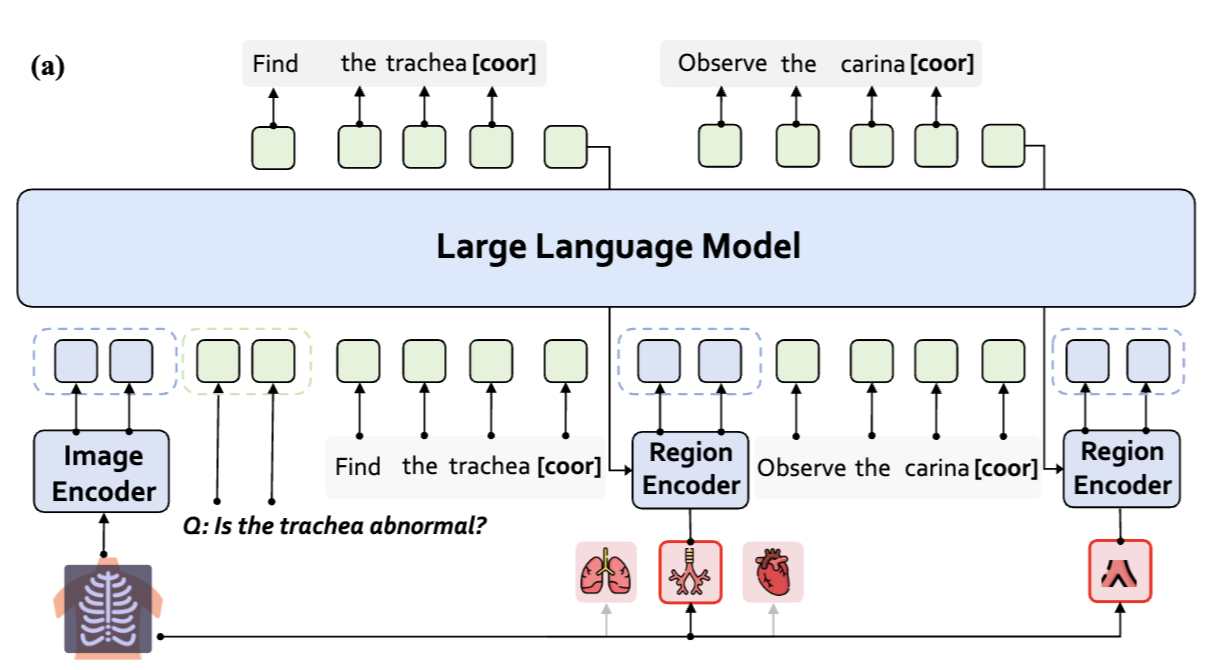 (a)
Find the trachea [coor]
Observe the carina [coor]
Large Language Model
Image
Encoder
Find the trachea [coor]
Region
Encoder
Observe the carina [coor]
Region
Encoder
Q: Is the trachea abnormal?